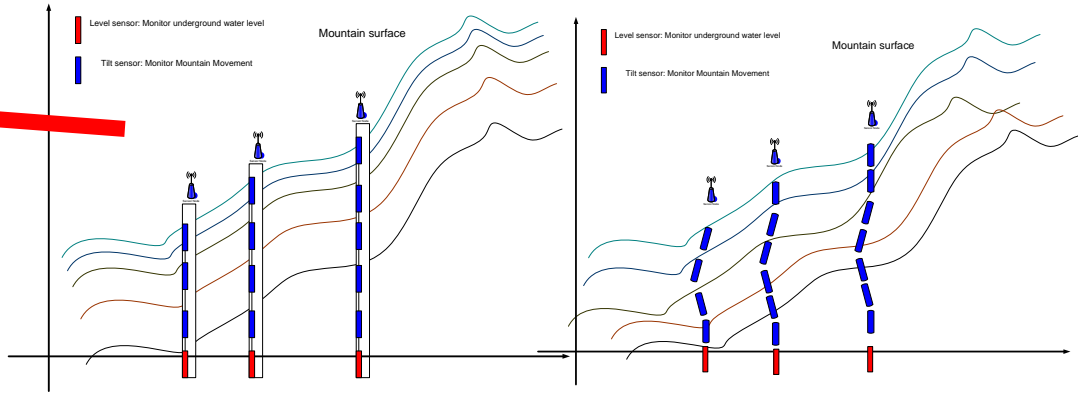 Level sensor: Monitor underground water level
Tilt sensor: Monitor Mountain Movement
Mountain surface
Level sensor: Monitor underground water level
Tilt sensor: Monitor Mountain Movement
Mountain surface